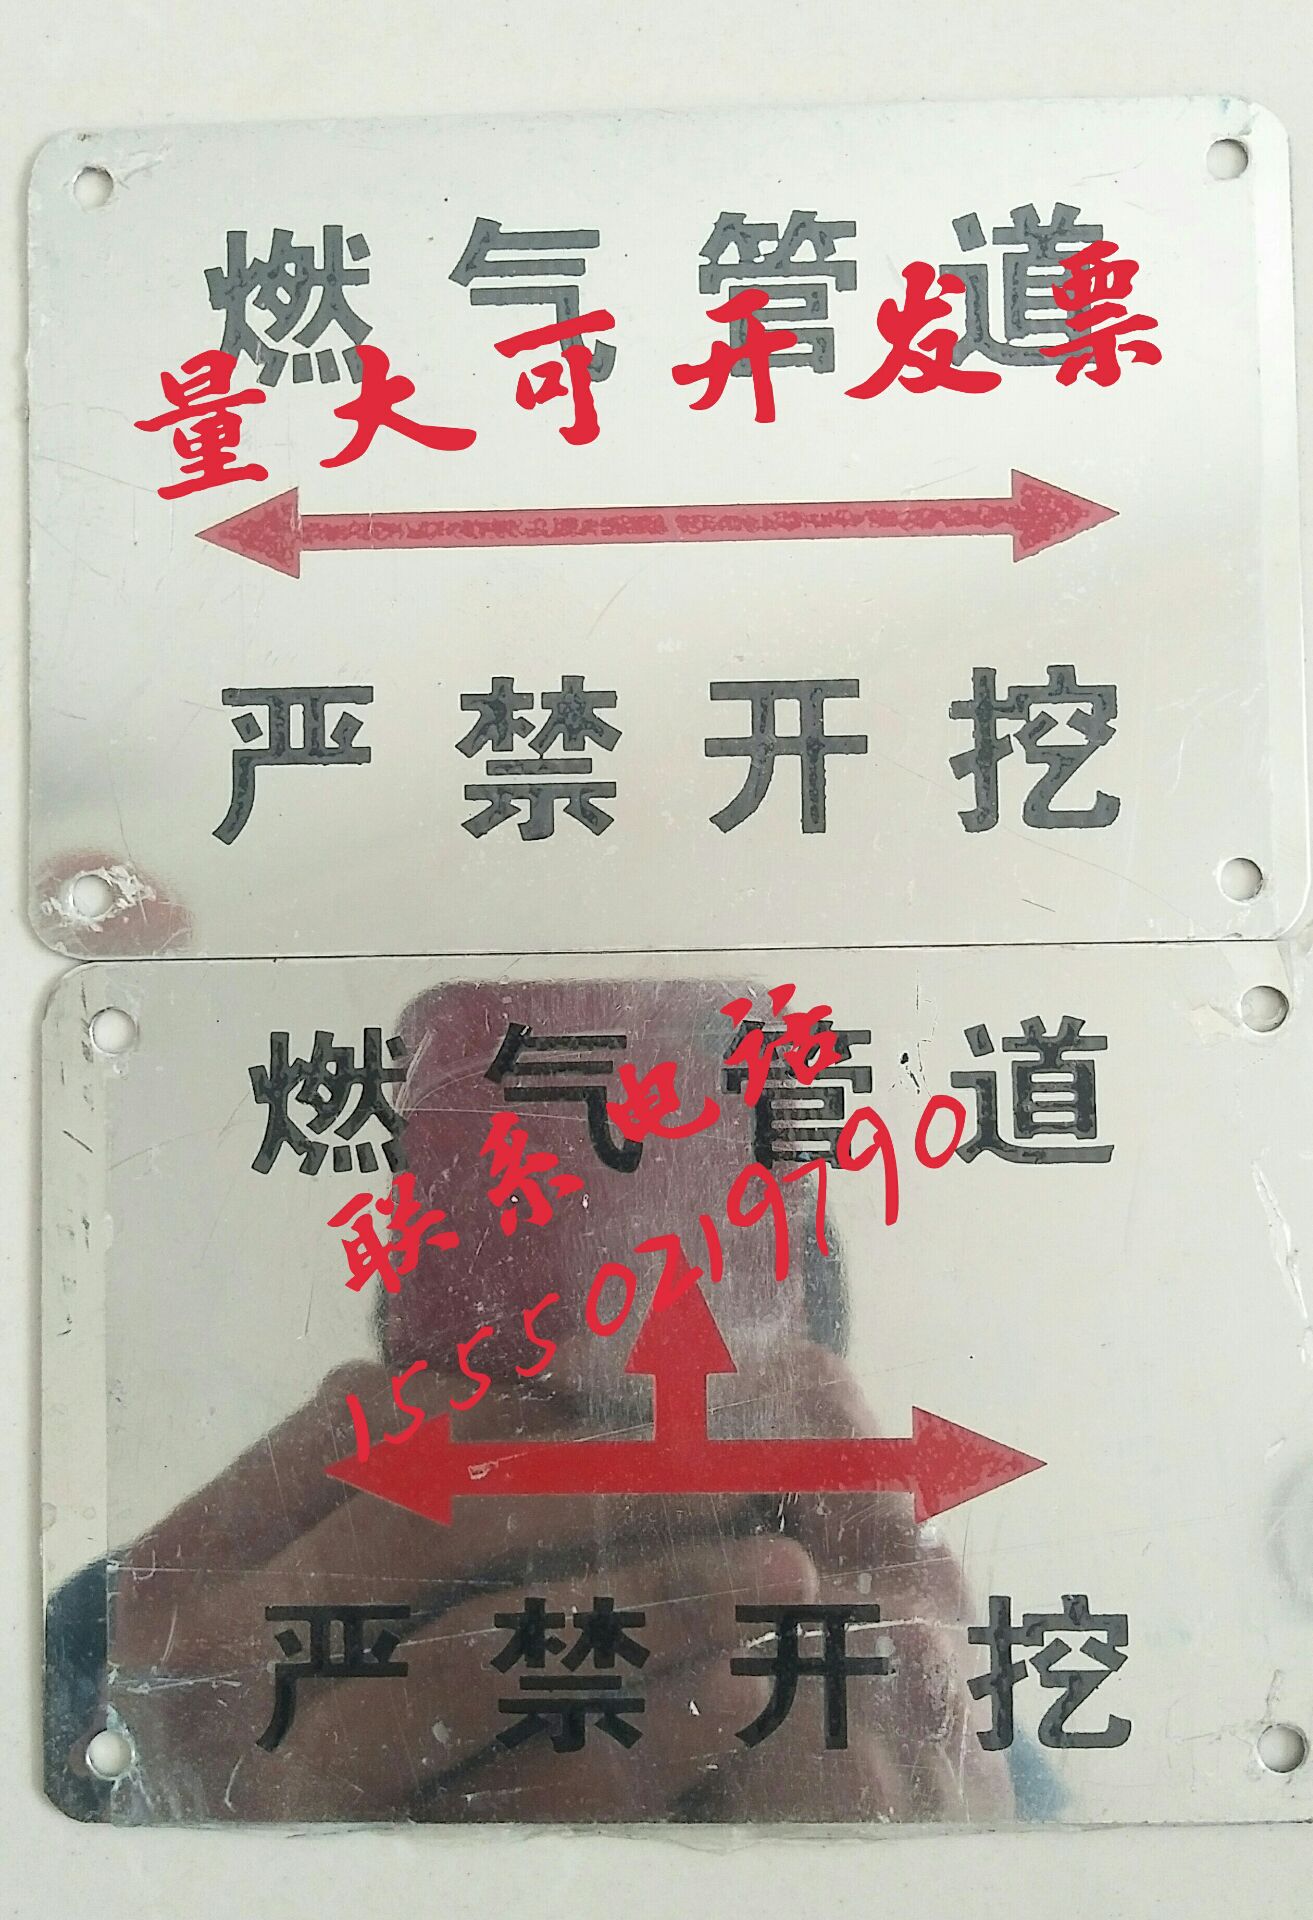 燃气管道
量大可开发票
严禁开挖
燃气管道
联系电话
15550219790
严禁开挖